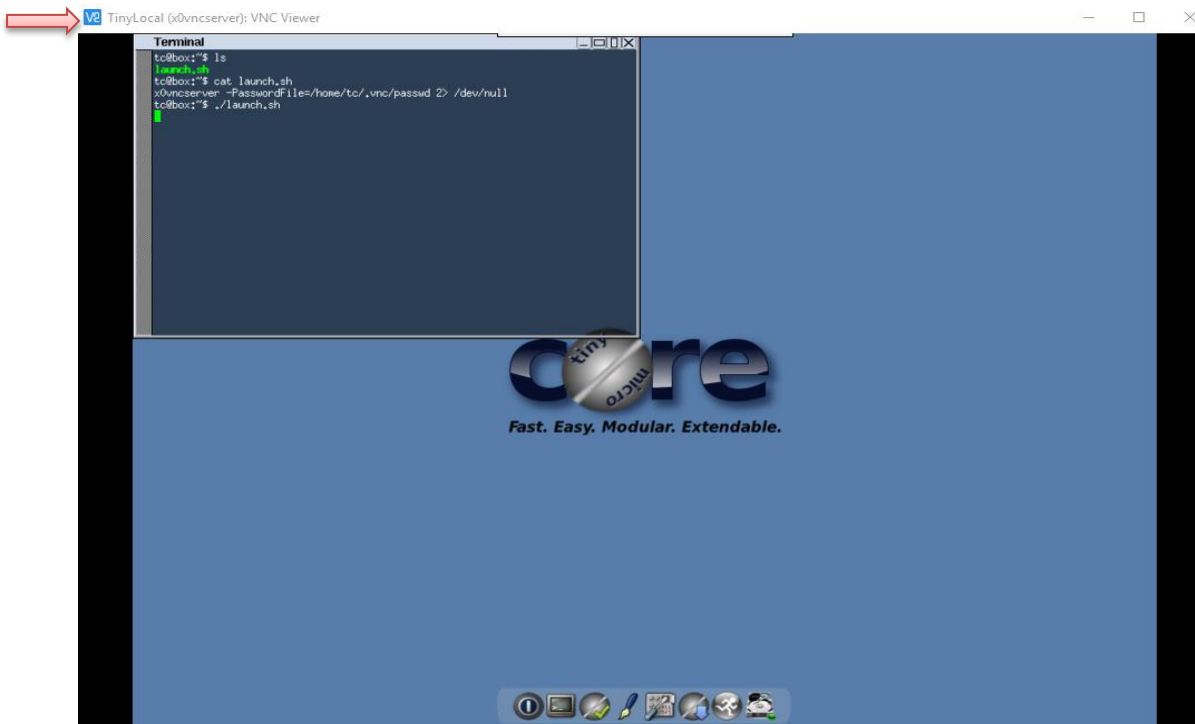 TinyLocal (x0vncserver): VNC Viewer
Terminal
tc@box:~$ ls
launch.sh
tc@box:~$ cat launch.sh
x0vncserver -PasswordFile=/home/tc/.vnc/passwd 2> /dev/null
tc@box:~$ ./launch.sh
core
tiny
micro
Fast. Easy. Modular. Extendable.